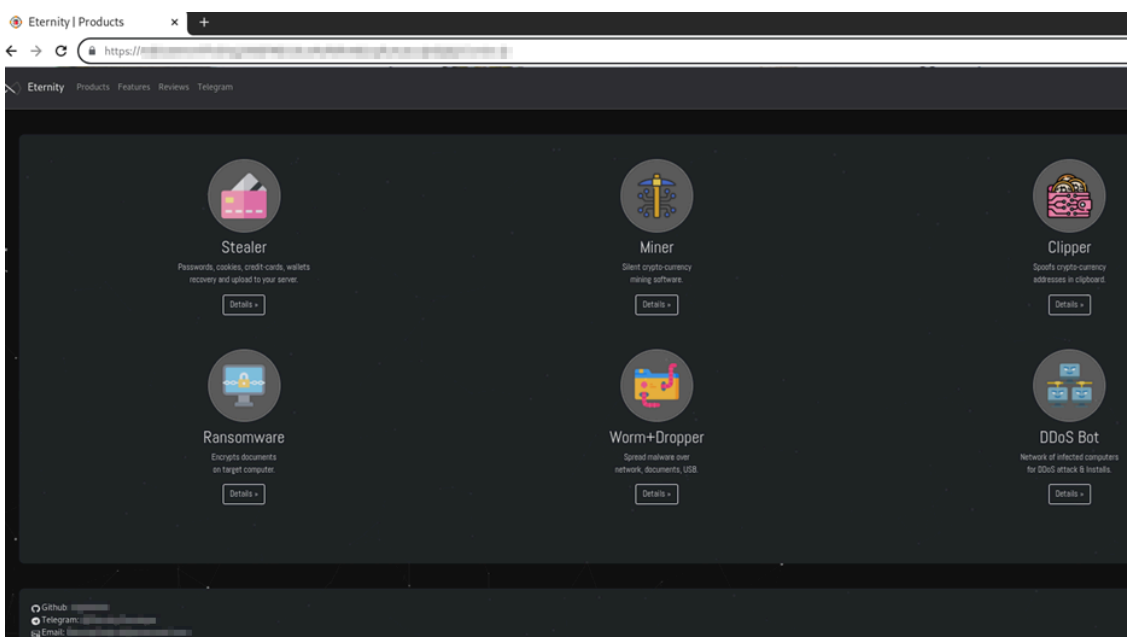 Eternity | Products
https://
Eternity Products Features Reviews Telegram
Stealer
Passwords, cookies, credit-cards, wallets
recovery and upload to your server.
Details »
Miner
Silent crypto-currency
mining software.
Details »
Clipper
Spoofs crypto-currency
addresses in clipboard.
Details »
Ransomware
Encrypts documents
on target computer.
Details »
Worm+Dropper
Spread malware over
network, documents, USB.
Details »
DDoS Bot
Network of infected computers
for DDoS attack & Installs.
Details »
Github:
Telegram:
Email: